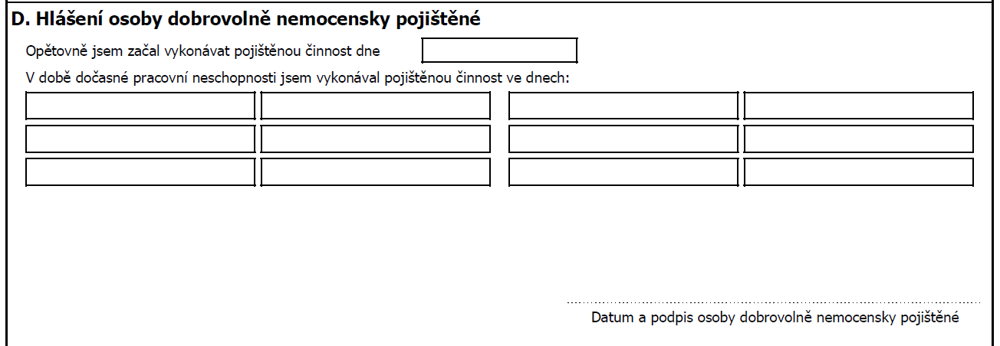 D. Hlášení osoby dobrovolně nemocensky pojištěné
Opětovně jsem začal vykonávat pojištěnou činnost dne
V době dočasné pracovní neschopnosti jsem vykonával pojištěnou činnost ve dnech:
Datum a podpis osoby dobrovolně nemocensky pojištěné